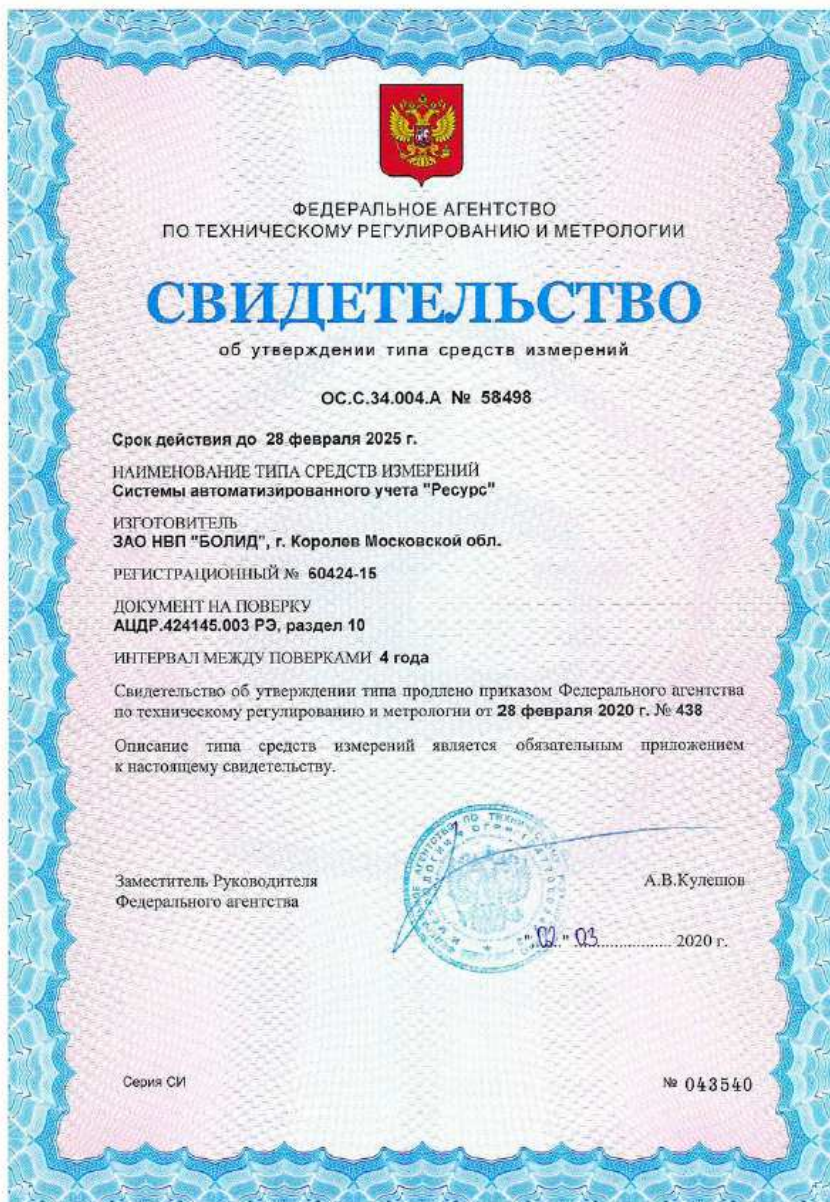 ФЕДЕРАЛЬНОЕ АГЕНТСТВО
ПО ТЕХНИЧЕСКОМУ РЕГУЛИРОВАНИЮ И МЕТРОЛОГИИ
СВИДЕТЕЛЬСТВО
об утверждении типа средств измерений
ОС.С.34.004.А № 58498
Срок действия до 28 февраля 2025 г.
НАИМЕНОВАНИЕ ТИПА СРЕДСТВ ИЗМЕРЕНИЙ
Системы автоматизированного учета "Ресурс"
ИЗГОТОВИТЕЛЬ
ЗАО НВП "БОЛИД", г. Королев Московской обл.
РЕГИСТРАЦИОННЫЙ № 60424-15
ДОКУМЕНТ НА ПОВЕРКУ
АЦДР.424145.003 РЭ, раздел 10
ИНТЕРВАЛ МЕЖДУ ПОВЕРКАМИ 4 года
Свидетельство об утверждении типа продлено приказом Федерального агентства
по техническому регулированию и метрологии от 28 февраля 2020 г. № 438
Описание типа средств измерений является обязательным приложением
к настоящему свидетельству.
Заместитель Руководителя
Федерального агентства
А.В.Кулешов
"02" 03 2020 г.
Серия СИ
№ 043540